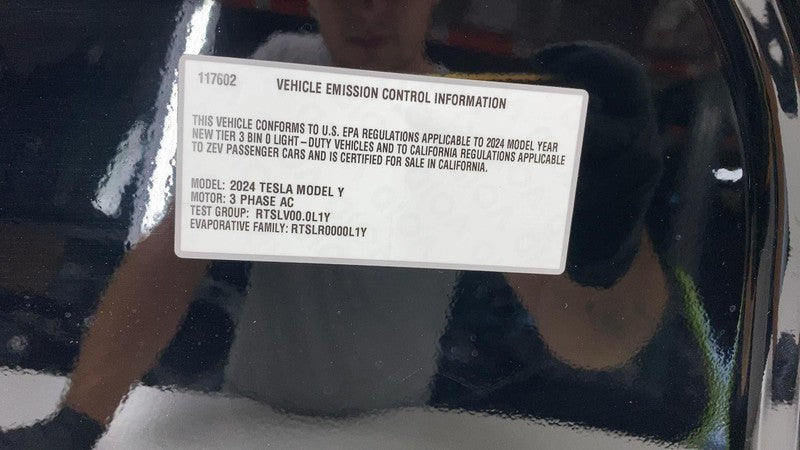 117602
VEHICLE EMISSION CONTROL INFORMATION
THIS VEHICLE CONFORMS TO U.S. EPA REGULATIONS APPLICABLE TO 2024 MODEL YEAR
NEW TIER 3 BIN 0 LIGHT-DUTY VEHICLES AND TO CALIFORNIA REGULATIONS APPLICABLE
TO ZEV PASSENGER CARS AND IS CERTIFIED FOR SALE IN CALIFORNIA.
MODEL: 2024 TESLA MODEL Y
MOTOR: 3 PHASE AC
TEST GROUP: RTSLV00.0L1Y
EVAPORATIVE FAMILY: RTSLR0000L1Y